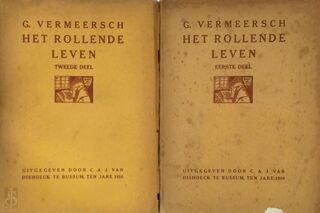 G. VERMEERSCH
HET ROLLENDE
LEVEN
TWEEDE DEEL
UITGEGEVEN DOOR C. A. J. VAN
DISHOECK TE BUSSUM, TEN JARE 1910
G. VERMEERSCH
HET ROLLENDE
LEVEN
EERSTE DEEL
UITGEGEVEN DOOR C. A. J. VAN
DISHOECK TE BUSSUM, TEN JARE 1910